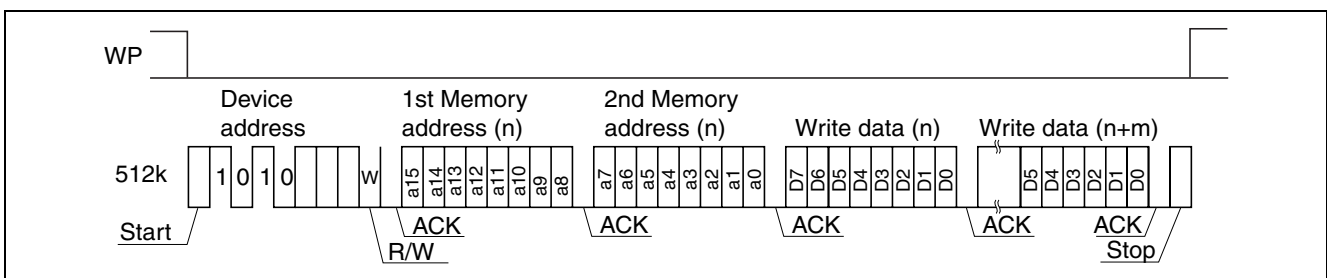 WP
Device
address
1st Memory
address (n)
2nd Memory
address (n)
Write data (n)
Write data (n+m)
512k
1 0 1 0
W
a15 a14 a13 a12 a11 a10 a9 a8
a7 a6 a5 a4 a3 a2 a1 a0
D7 D6 D5 D4 D3 D2 D1 D0
D5 D4 D3 D2 D1 D0
Start
R/W
ACK
ACK
ACK
ACK
ACK
Stop